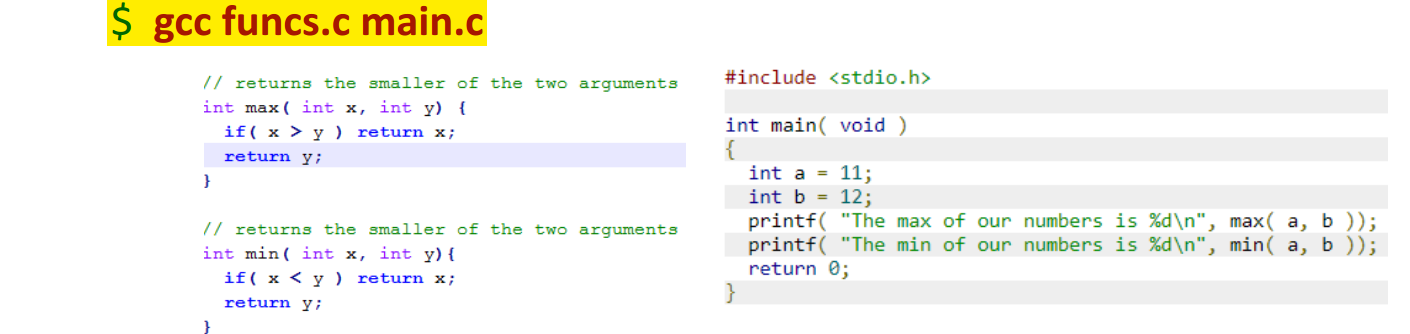 $ gcc funcs.c main.c
// returns the smaller of the two arguments
int max( int x, int y) {
  if( x > y ) return x;
  return y;
}
// returns the smaller of the two arguments
int min( int x, int y){
  if( x < y ) return x;
  return y;
}
#include <stdio.h>
int main( void )
{
  int a = 11;
  int b = 12;
  printf( "The max of our numbers is %d\n", max( a, b ));
  printf( "The min of our numbers is %d\n", min( a, b ));
  return 0;
}